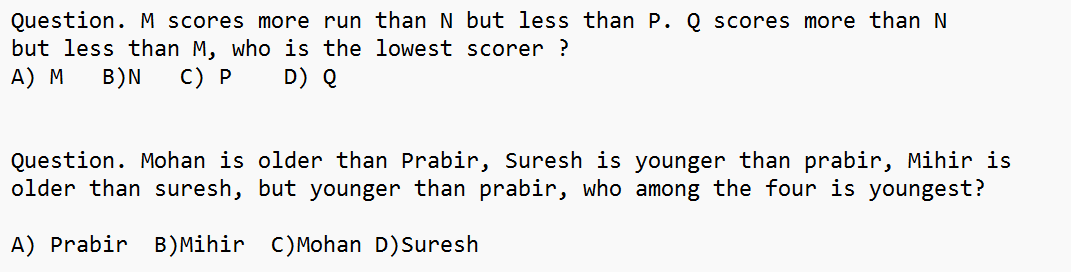 Question. M scores more run than N but less than P. Q scores more than N
but less than M, who is the lowest scorer ?
A) M B)N C) P D) Q
Question. Mohan is older than Prabir, Suresh is younger than prabir, Mihir is
older than suresh, but younger than prabir, who among the four is youngest?
A) Prabir B)Mihir C)Mohan D)Suresh